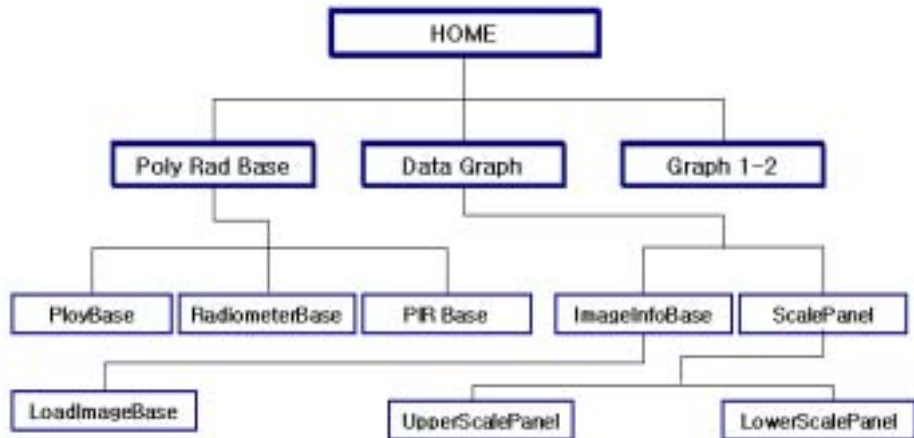 HOME
Poly Rad Base
Data Graph
Graph 1-2
PloyBase
RadiometerBase
PIR Base
ImageInfoBase
ScalePanel
LoadImageBase
UpperScalePanel
LowerScalePanel